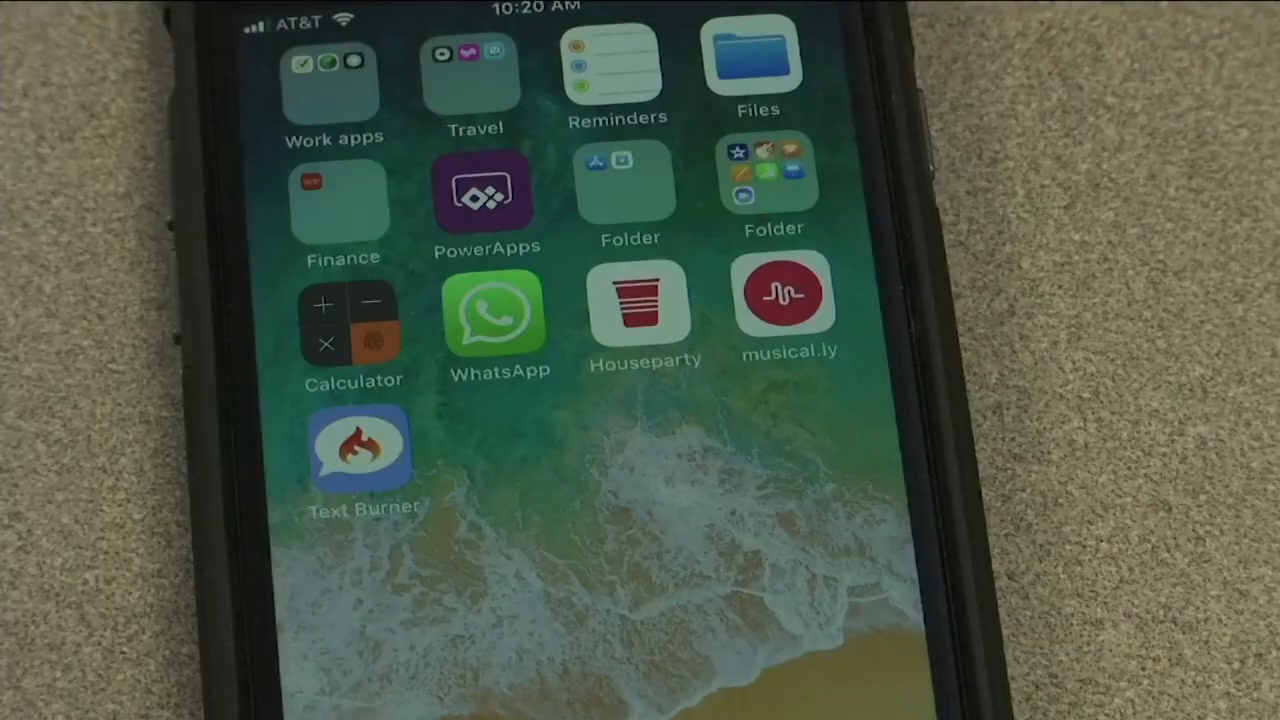 AT&T
10:20 AM
Work apps
Travel
Reminders
Files
Finance
PowerApps
Folder
Folder
Calculator
WhatsApp
Houseparty
musical.ly
Text Burner